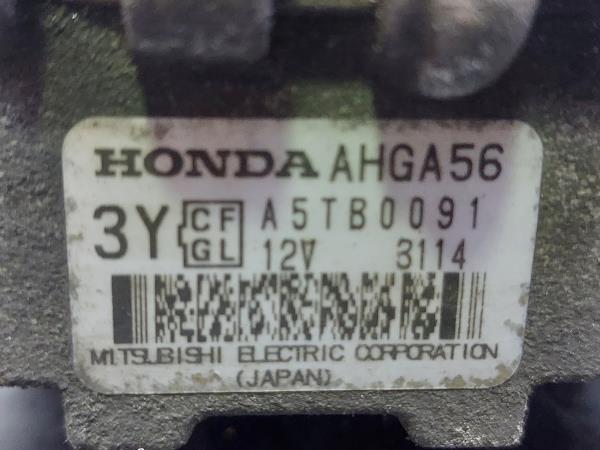 HONDA AHGA56
3Y CF GL A5TB0091
12V 3114
MITSUBISHI ELECTRIC CORPORATION
(JAPAN)